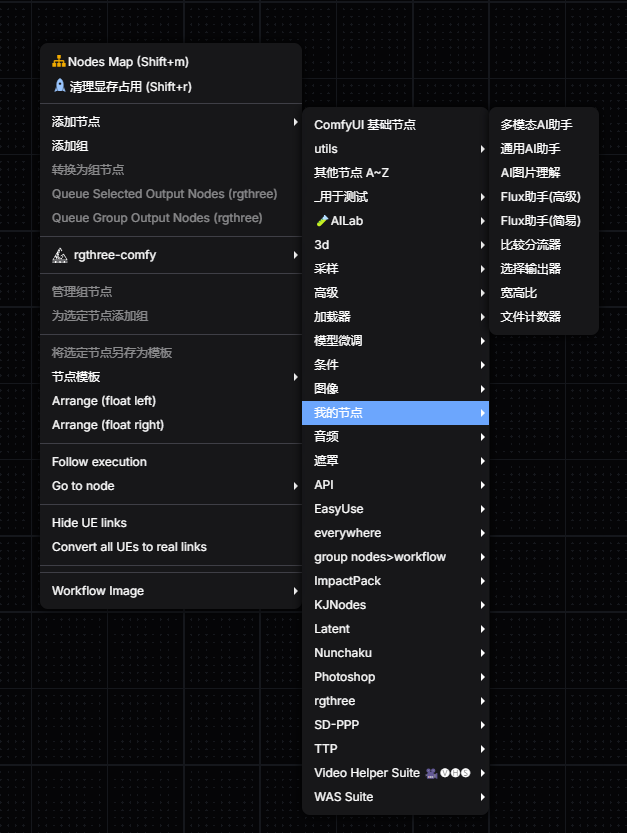 Nodes Map (Shift+m)
清理显存占用 (Shift+r)
添加节点
添加组
转换为组节点
Queue Selected Output Nodes (rgthree)
Queue Group Output Nodes (rgthree)
rgthree-comfy
管理组节点
为选定节点添加组
将选定节点另存为模板
节点模板
Arrange (float left)
Arrange (float right)
Follow execution
Go to node
Hide UE links
Convert all UEs to real links
Workflow Image
ComfyUI 基础节点
utils
其他节点 A~Z
_用于测试
AILab
3d
采样
高级
加载器
模型微调
条件
图像
我的节点
音频
遮罩
API
EasyUse
everywhere
group nodes>workflow
ImpactPack
KJNodes
Latent
Nunchaku
Photoshop
rgthree
SD-PPP
TTP
Video Helper Suite 🎥🅥🅗🅢
WAS Suite
多模态AI助手
通用AI助手
AI图片理解
Flux助手(高级)
Flux助手(简易)
比较分流器
选择输出器
宽高比
文件计数器